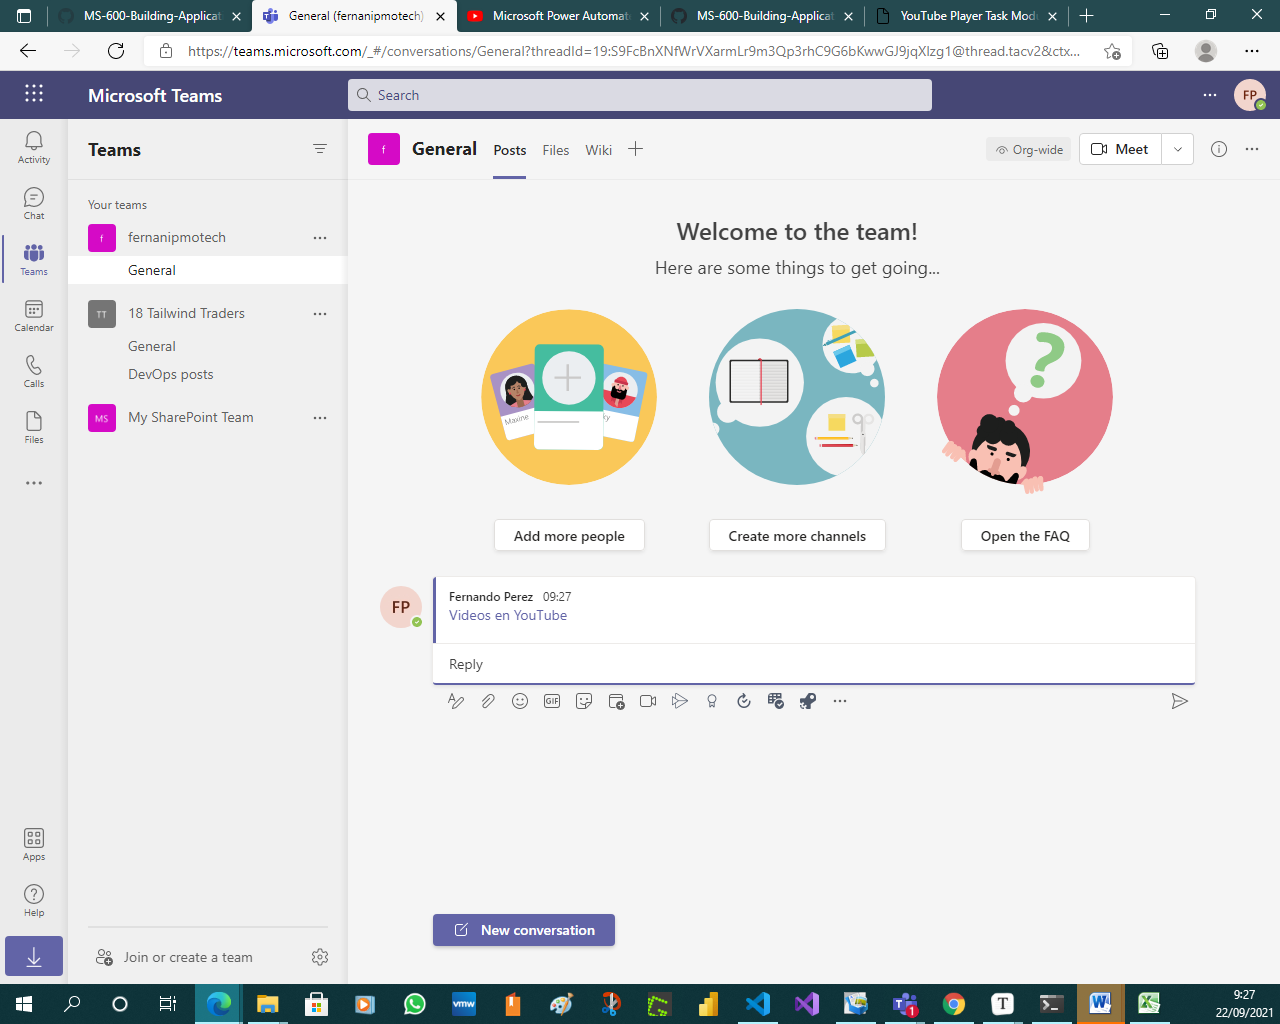 MS-600-Building-Applicat
General (fernanipmotech)
Microsoft Power Automat
MS-600-Building-Applicat
YouTube Player Task Modu
https://teams.microsoft.com/_#/conversations/General?threadId=19:S9FcBnXNfWrVXarmLr9m3Qp3rhC9G6bKwwGJ9jqXlzg1@thread.tacv2&ctx...
Microsoft Teams
Search
FP
Activity
Chat
Teams
Calendar
Calls
Files
Apps
Help
Teams
Your teams
f
fernanipmotech
General
TT
18 Tailwind Traders
General
DevOps posts
MS
My SharePoint Team
Join or create a team
f
General
Posts
Files
Wiki
Org-wide
Meet
Welcome to the team!
Here are some things to get going...
Maxine
ky
?
Add more people
Create more channels
Open the FAQ
FP
Fernando Perez 09:27
Videos en YouTube
Reply
GIF
New conversation
vmw
T
1
9:27
22/09/2021